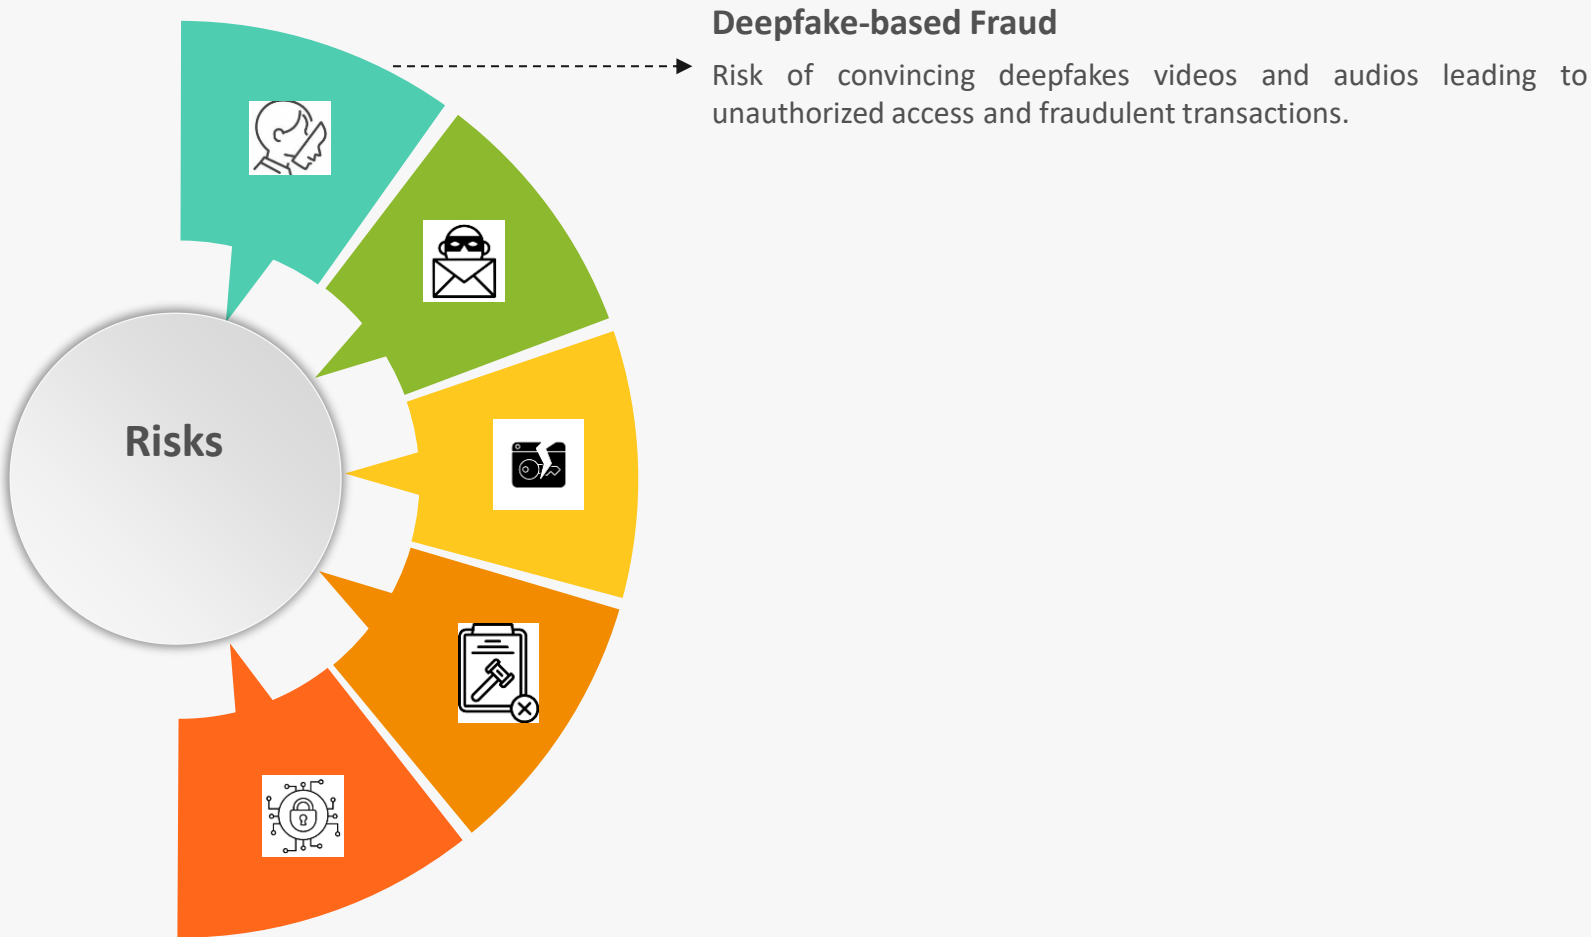 Deepfake-based Fraud
Risk of convincing deepfakes videos and audios leading to
unauthorized access and fraudulent transactions.
Risks